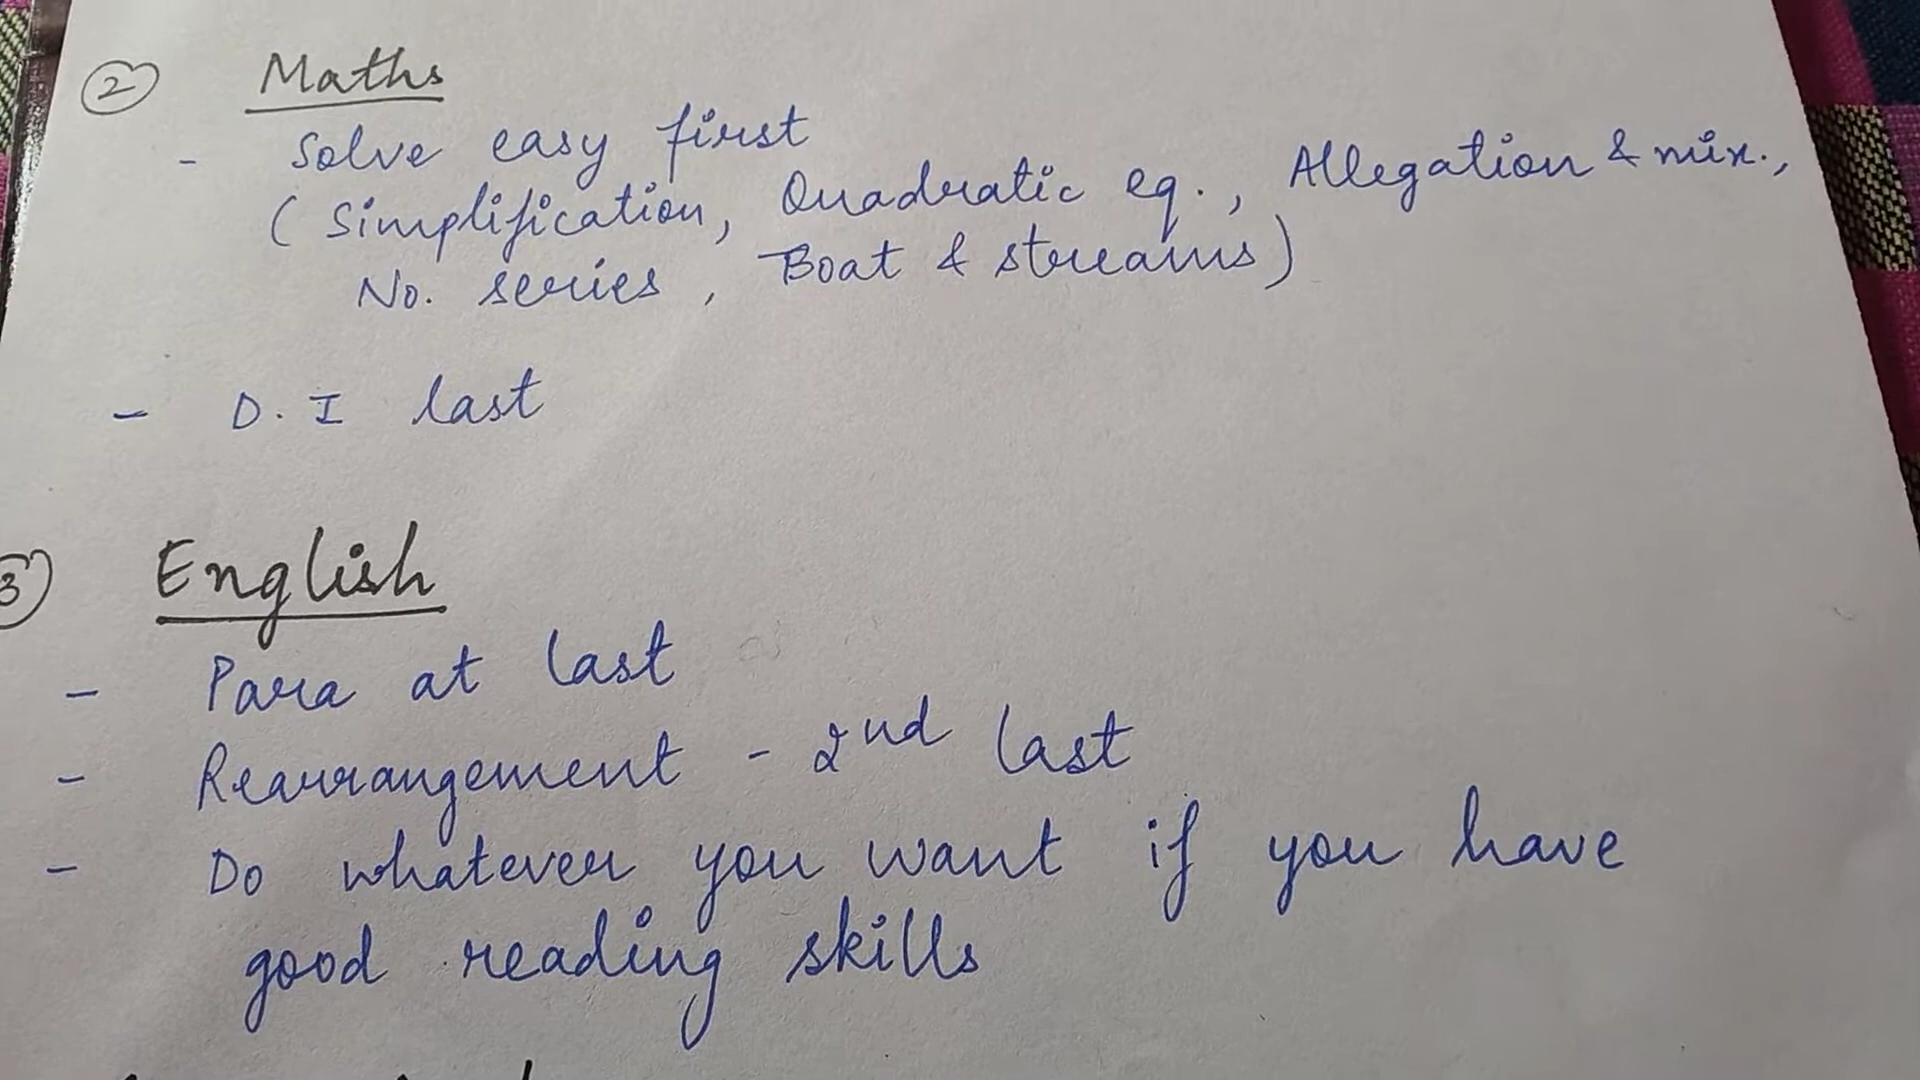 ② Maths
- Solve easy first
( Simplification, Quadratic eq., Allegation & mix.,
No. series, Boat & streams)
- D.I last
③ English
- Para at last
- Rearrangement - 2nd last
- Do whatever you want if you have
good reading skills